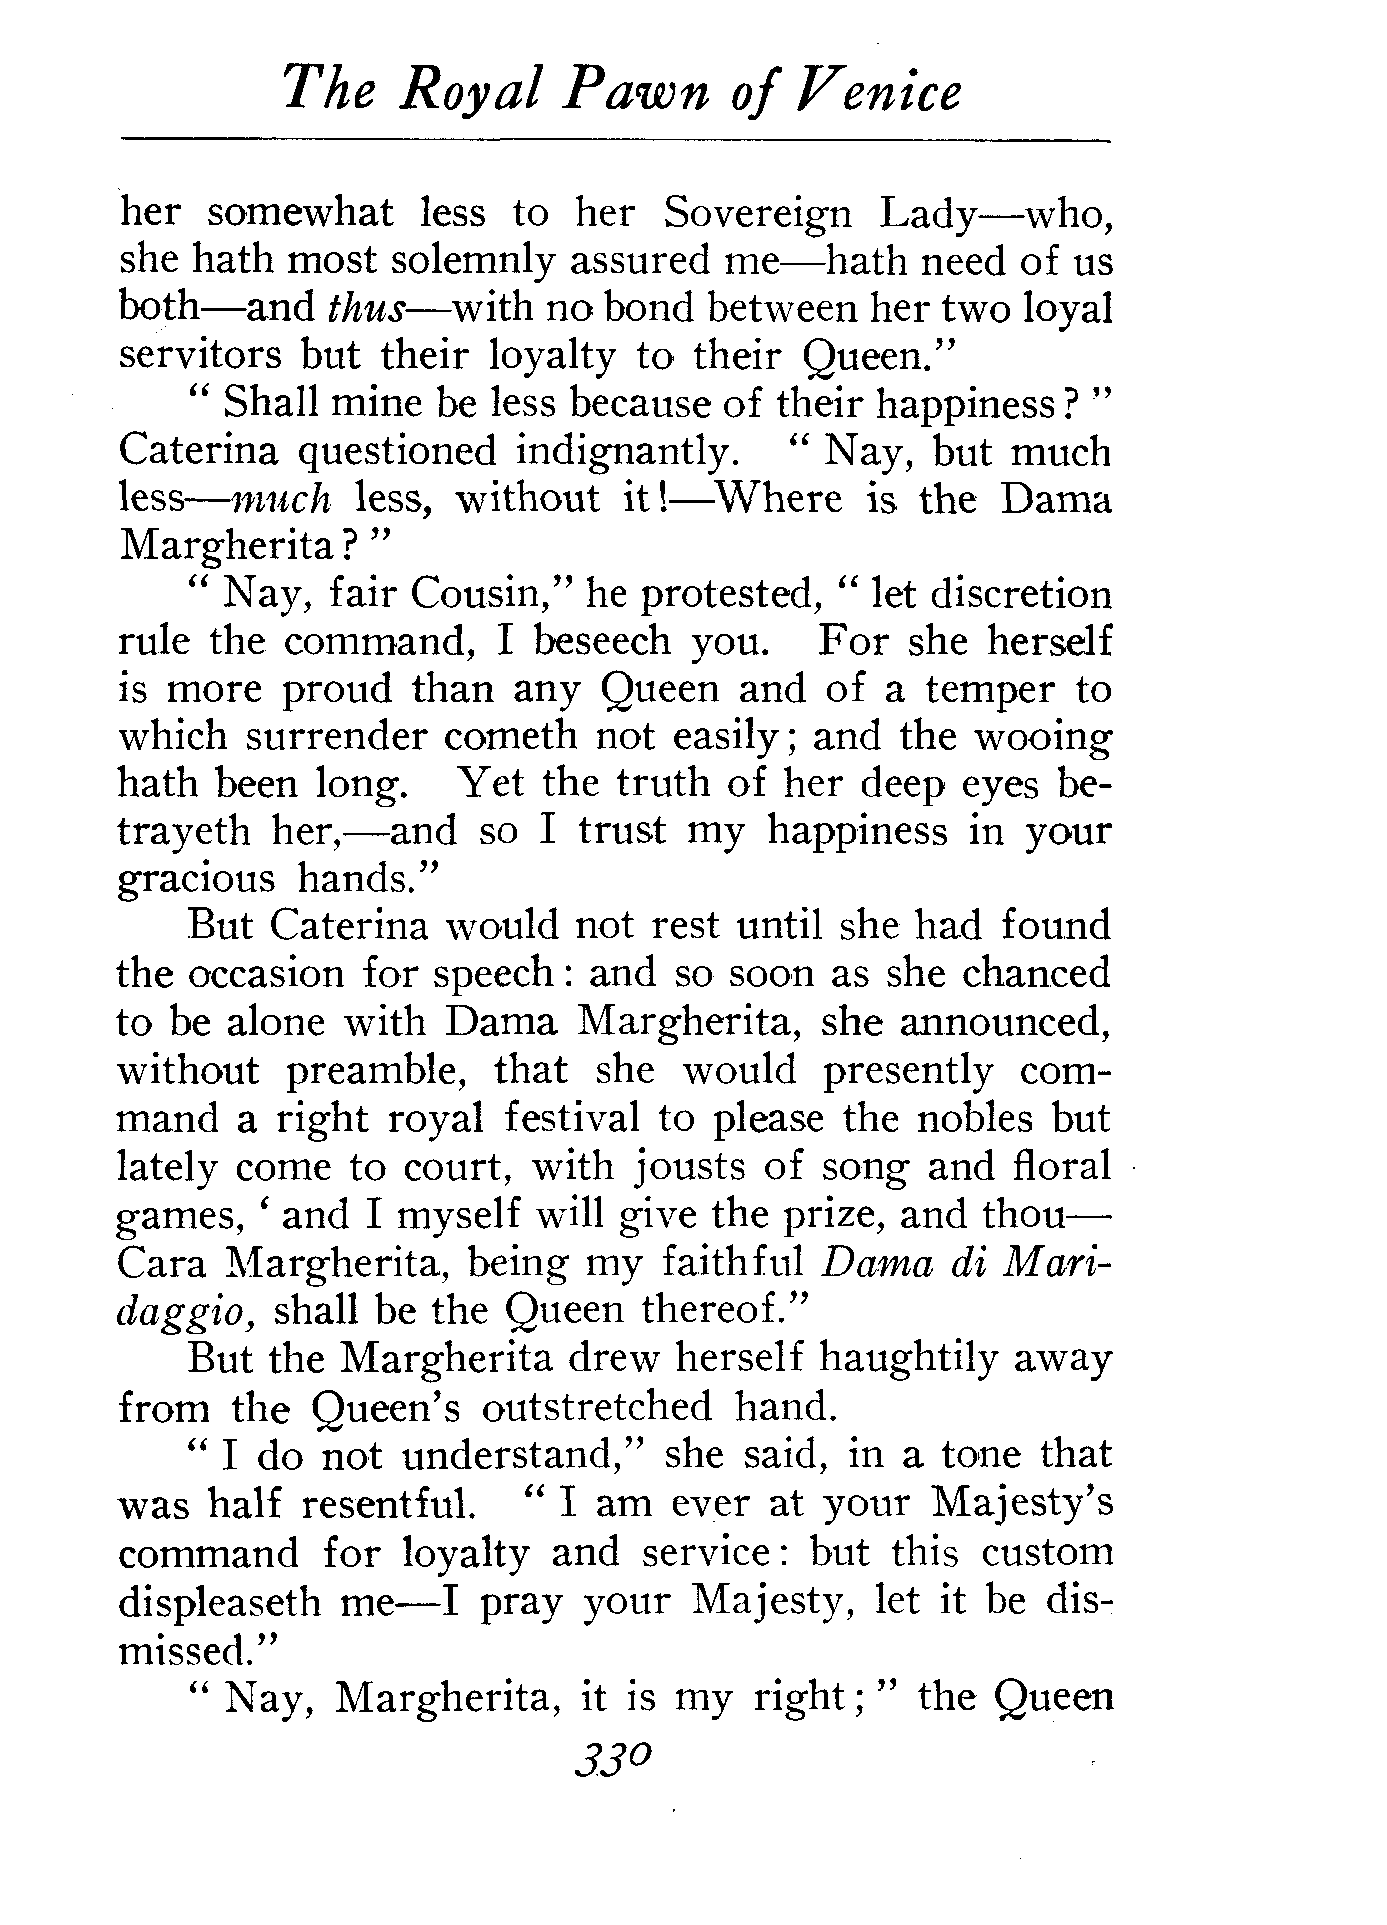 The Royal Pawn of Venice
her somewhat less to her Sovereign Lady—who,
she hath most solemnly assured me—hath need of us
both—and thus—with no bond between her two loyal
servitors but their loyalty to their Queen.”
“ Shall mine be less because of their happiness ? ”
Caterina questioned indignantly. “ Nay, but much
less—much less, without it !—Where is the Dama
Margherita ? ”
“ Nay, fair Cousin,” he protested, “ let discretion
rule the command, I beseech you. For she herself
is more proud than any Queen and of a temper to
which surrender cometh not easily ; and the wooing
hath been long. Yet the truth of her deep eyes be-
trayeth her,—and so I trust my happiness in your
gracious hands.”
But Caterina would not rest until she had found
the occasion for speech : and so soon as she chanced
to be alone with Dama Margherita, she announced,
without preamble, that she would presently com-
mand a right royal festival to please the nobles but
lately come to court, with jousts of song and floral
games, ‘ and I myself will give the prize, and thou—
Cara Margherita, being my faithful Dama di Mari-
daggio, shall be the Queen thereof.”
But the Margherita drew herself haughtily away
from the Queen’s outstretched hand.
“ I do not understand,” she said, in a tone that
was half resentful. “ I am ever at your Majesty’s
command for loyalty and service : but this custom
displeaseth me—I pray your Majesty, let it be dis-
missed.”
“ Nay, Margherita, it is my right ; ” the Queen
330